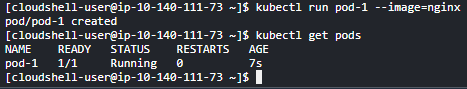 [cloudshell-user@ip-10-140-111-73 ~]$ kubectl run pod-1 --image=nginx
pod/pod-1 created
[cloudshell-user@ip-10-140-111-73 ~]$ kubectl get pods
NAME    READY   STATUS    RESTARTS   AGE
pod-1   1/1     Running   0          7s
[cloudshell-user@ip-10-140-111-73 ~]$